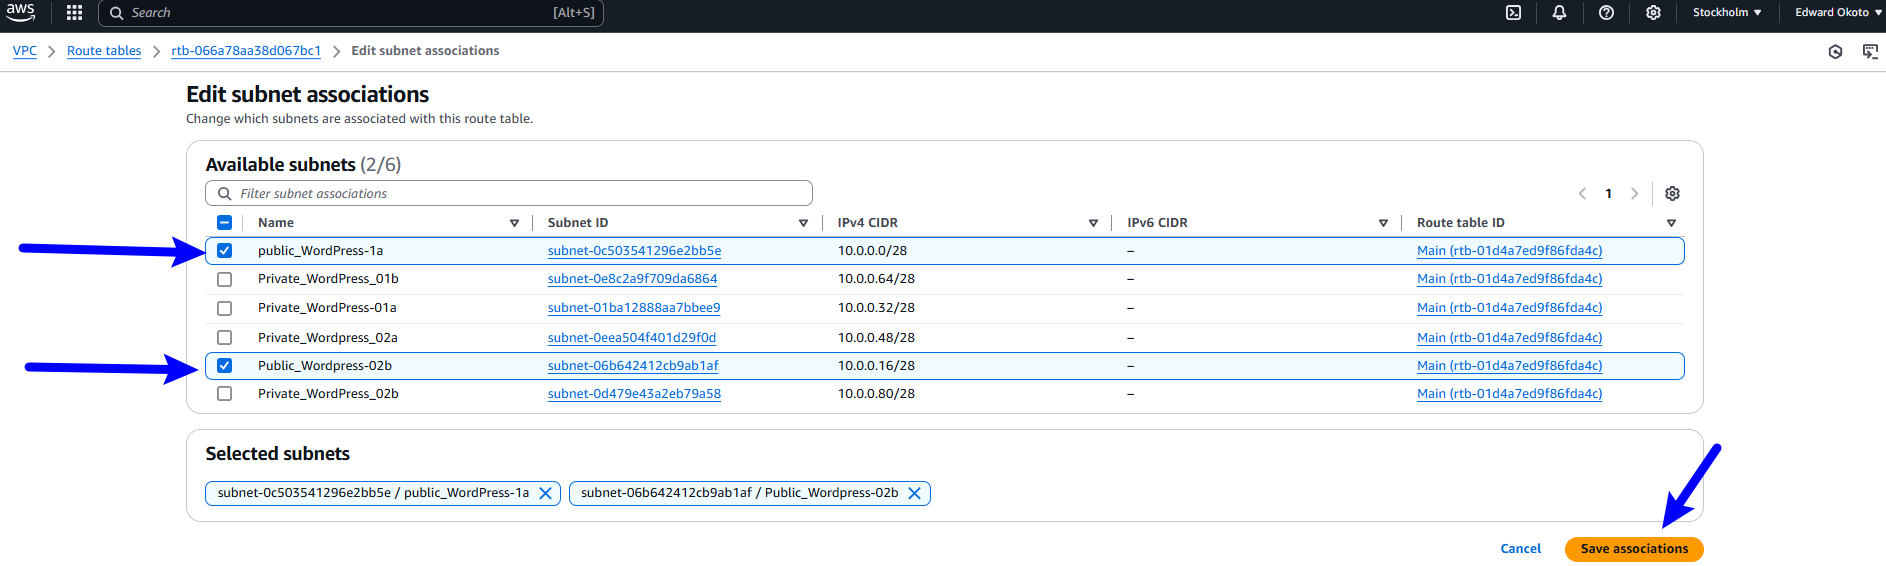 aws Search [Alt+S] Stockholm ▼ Edward Okoto ▼
VPC > Route tables > rtb-066a78aa38d067bc1 > Edit subnet associations
Edit subnet associations
Change which subnets are associated with this route table.
Available subnets (2/6)
Filter subnet associations
1
Name Subnet ID IPv4 CIDR IPv6 CIDR Route table ID
public_WordPress-1a subnet-0c503541296e2bb5e 10.0.0.0/28 – Main (rtb-01d4a7ed9f86fda4c)
Private_WordPress_01b subnet-0e8c2a9f709da6864 10.0.0.64/28 – Main (rtb-01d4a7ed9f86fda4c)
Private_WordPress-01a subnet-01ba12888aa7bbee9 10.0.0.32/28 – Main (rtb-01d4a7ed9f86fda4c)
Private_Wordpress_02a subnet-0eea504f401d29f0d 10.0.0.48/28 – Main (rtb-01d4a7ed9f86fda4c)
Public_Wordpress-02b subnet-06b642412cb9ab1af 10.0.0.16/28 – Main (rtb-01d4a7ed9f86fda4c)
Private_WordPress_02b subnet-0d479e43a2eb79a58 10.0.0.80/28 – Main (rtb-01d4a7ed9f86fda4c)
Selected subnets
subnet-0c503541296e2bb5e / public_WordPress-1a subnet-06b642412cb9ab1af / Public_Wordpress-02b
Cancel Save associations